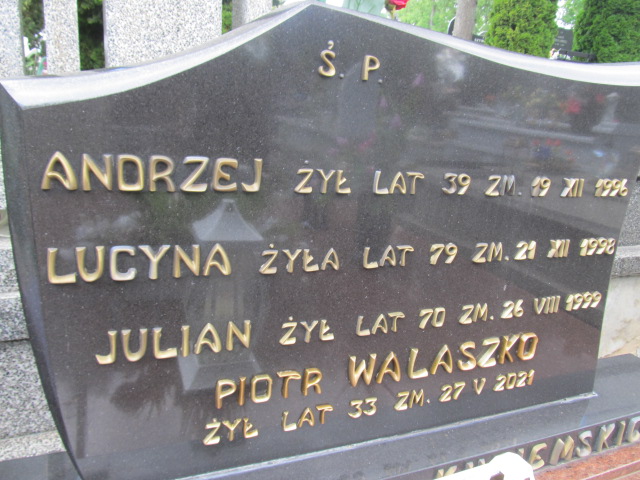 Ś. P.
ANDRZEJ ŻYŁ LAT 39 ZM. 19 XII 1996
LUCYNA ŻYŁA LAT 79 ZM. 21 XII 1998
JULIAN ŻYŁ LAT 70 ZM. 26 VIII 1999
PIOTR WALASZKO
ŻYŁ LAT 33 ZM. 27 V 2021